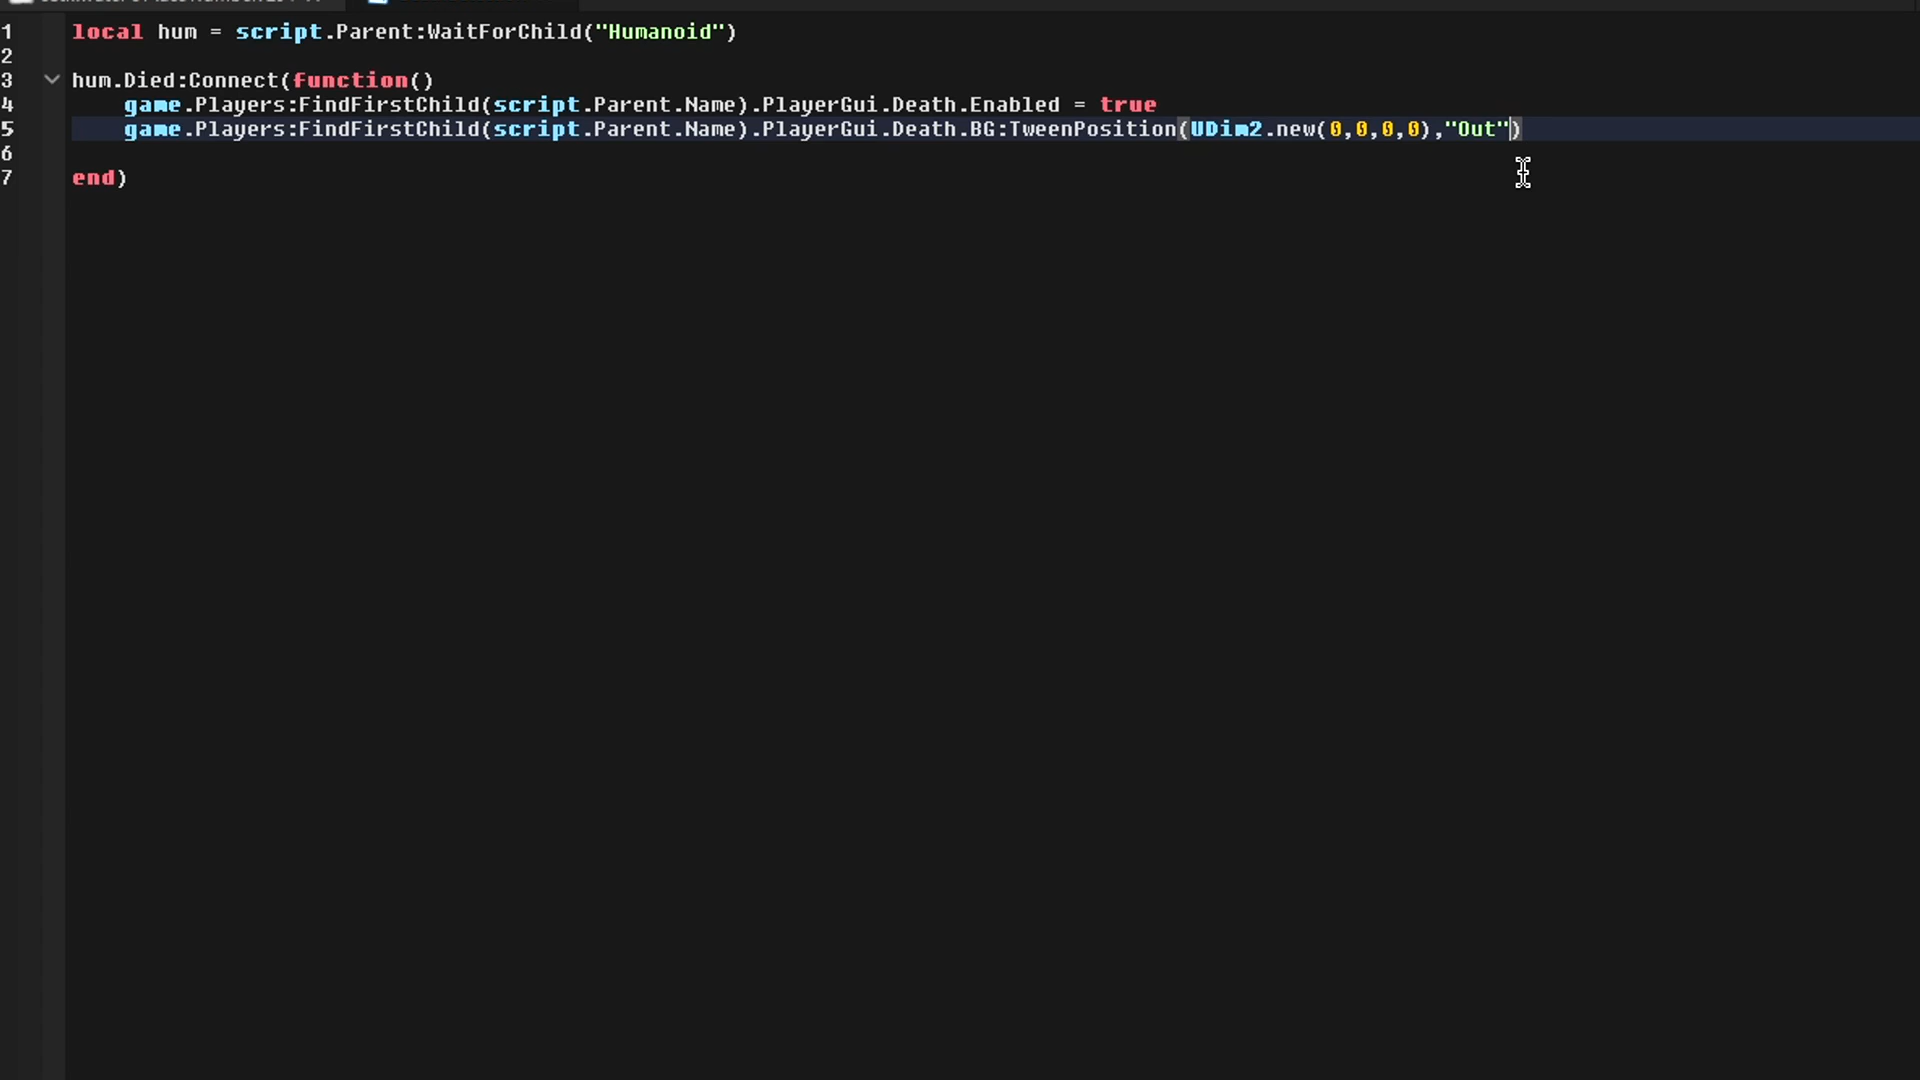 1 local hum = script.Parent:WaitForChild("Humanoid")
2
3 hum.Died:Connect(function()
4 game.Players:FindFirstChild(script.Parent.Name).PlayerGui.Death.Enabled = true
5 game.Players:FindFirstChild(script.Parent.Name).PlayerGui.Death.BG:TweenPosition(UDim2.new(0,0,0,0),"Out")
6
7 end)